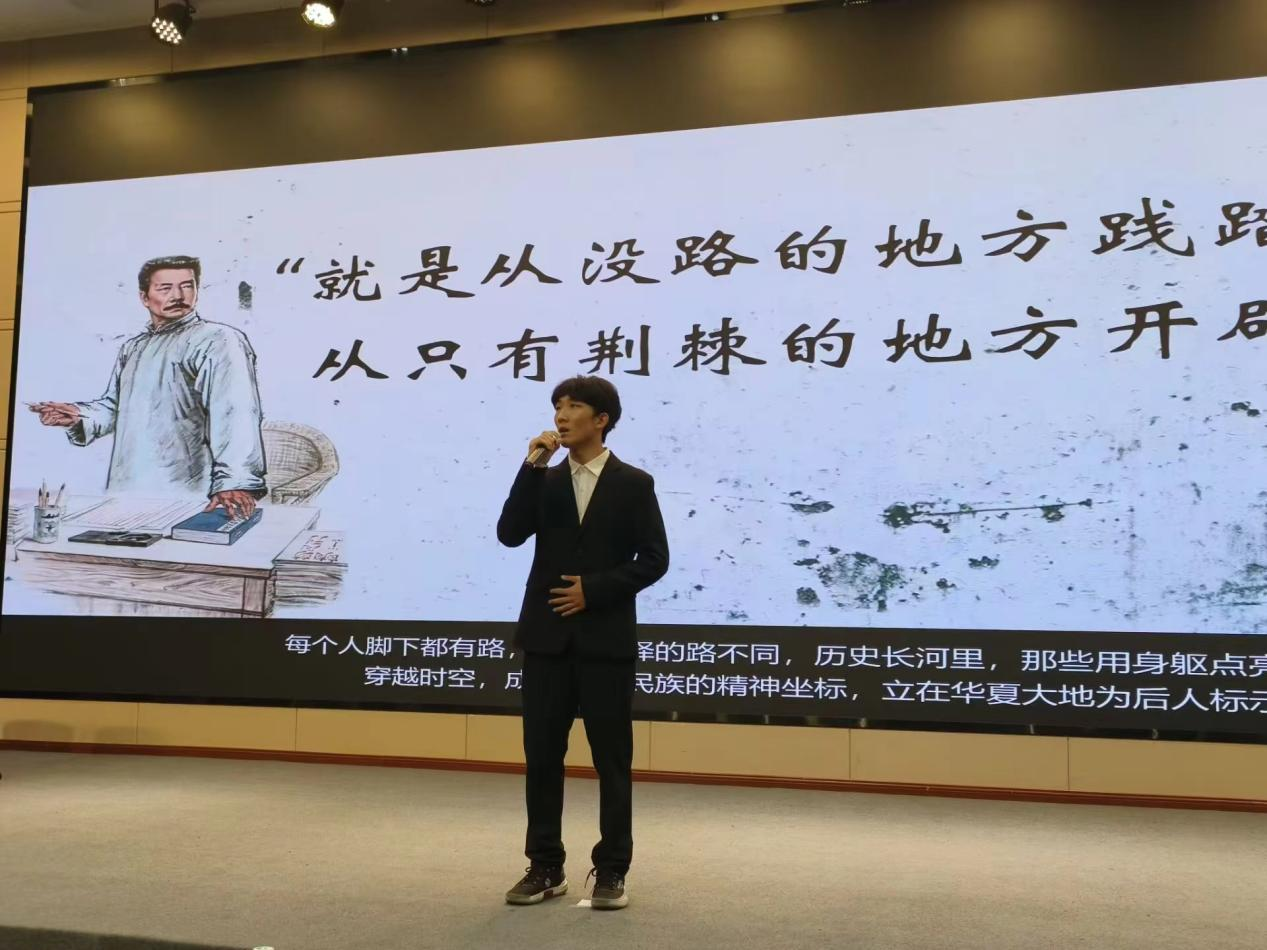 “就是从没路的地方践踏
从只有荆棘的地方开辟
每个人脚下都有路， 择的路不同，历史长河里，那些用身躯点亮
穿越时空，成 民族的精神坐标，立在华夏大地为后人标示